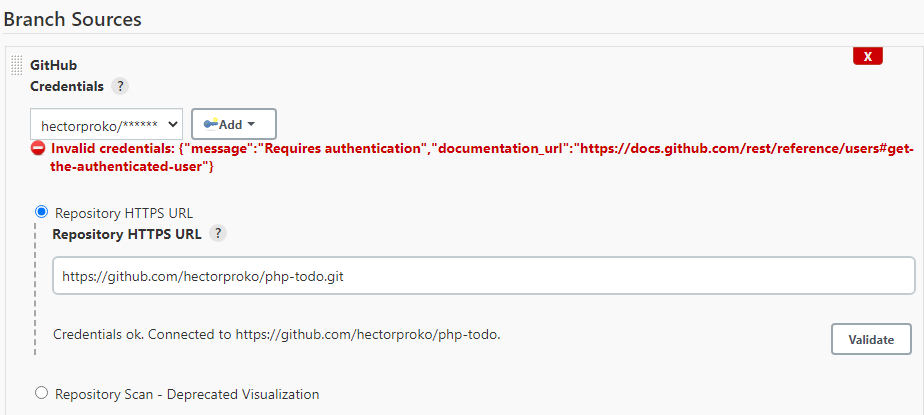 Branch Sources
X
GitHub
Credentials ?
hectorproko/******
Add
Invalid credentials: {"message":"Requires authentication","documentation_url":"https://docs.github.com/rest/reference/users#get-
the-authenticated-user"}
Repository HTTPS URL
Repository HTTPS URL ?
https://github.com/hectorproko/php-todo.git
Credentials ok. Connected to https://github.com/hectorproko/php-todo.
Validate
Repository Scan - Deprecated Visualization